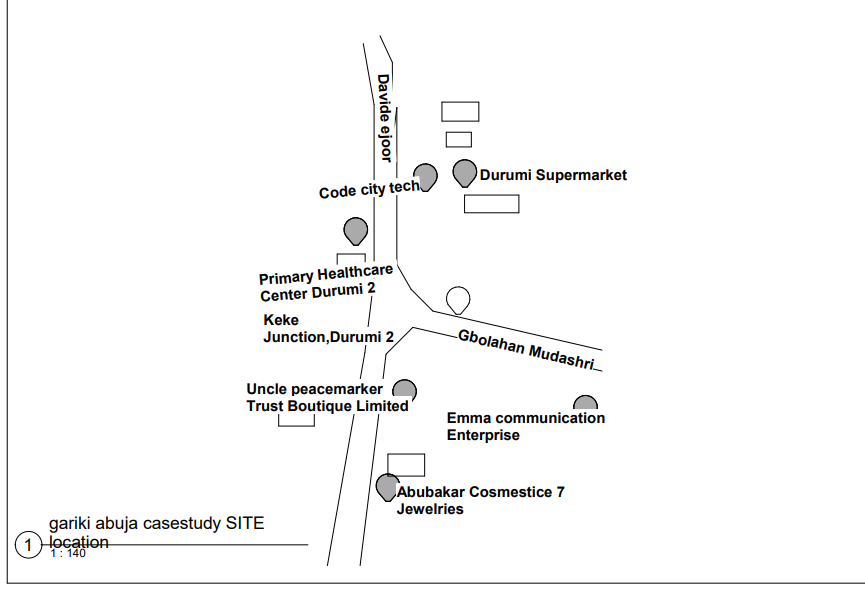 Davide ejoor
Code city tech
Durumi Supermarket
Primary Healthcare
Center Durumi 2
Keke
Junction,Durumi 2
Gbolahan Mudashri
Uncle peacemarker
Trust Boutique Limited
Emma communication
Enterprise
Abubakar Cosmestice 7
Jewelries
1
gariki abuja casestudy SITE
location
1 : 140